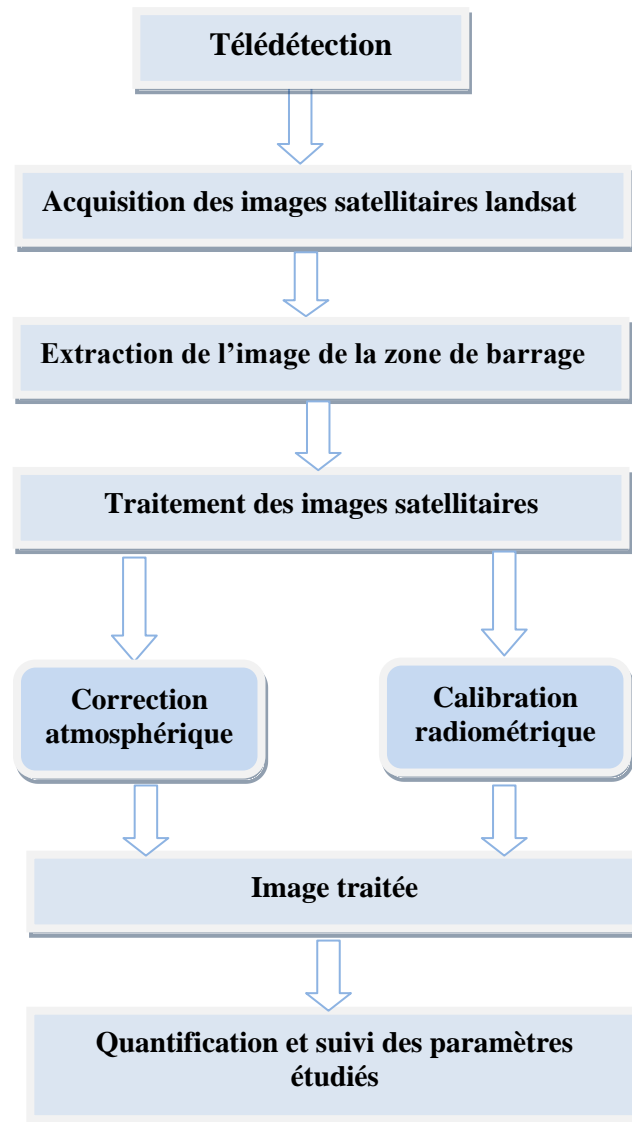 Télédétection
Acquisition des images satellitaires landsat
Extraction de l’image de la zone de barrage
Traitement des images satellitaires
Correction
atmosphérique
Calibration
radiométrique
Image traitée
Quantification et suivi des paramètres
étudiés